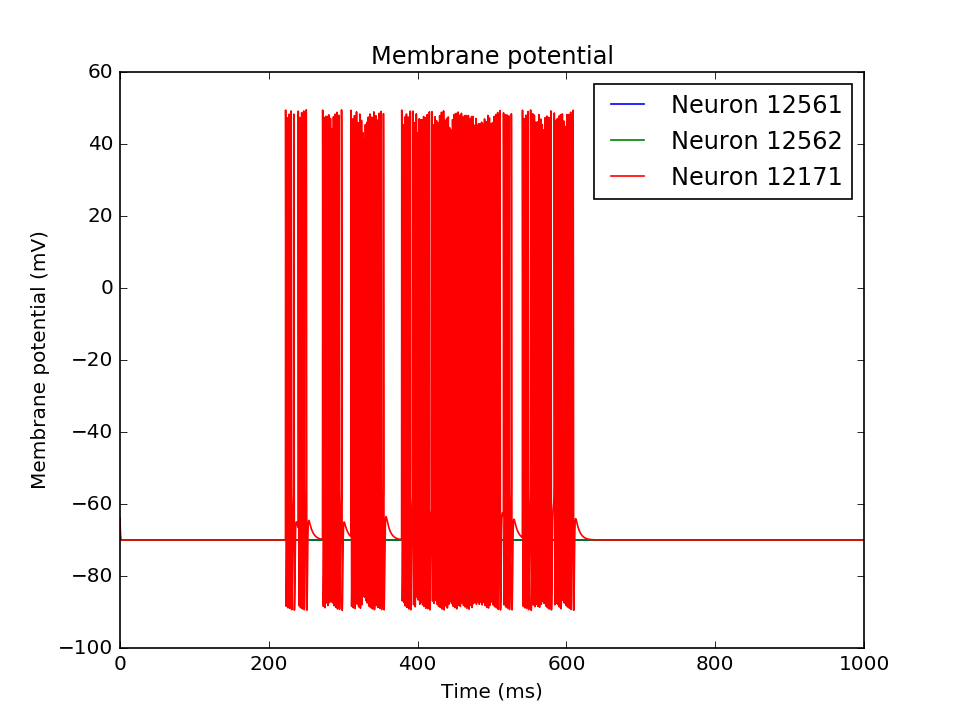 Membrane potential
Neuron 12561
Neuron 12562
Neuron 12171
Membrane potential (mV)
60
40
20
0
−20
−40
−60
−80
−100
0 200 400 600 800 1000
Time (ms)